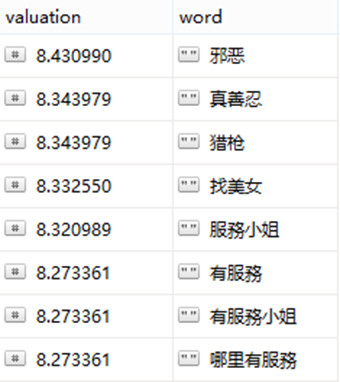 valuation word
# 8.430990 "" 邪恶
# 8.343979 "" 真善忍
# 8.343979 "" 猎枪
# 8.332550 "" 找美女
# 8.320989 "" 服務小姐
# 8.273361 "" 有服務
# 8.273361 "" 有服務小姐
# 8.273361 "" 哪里有服務